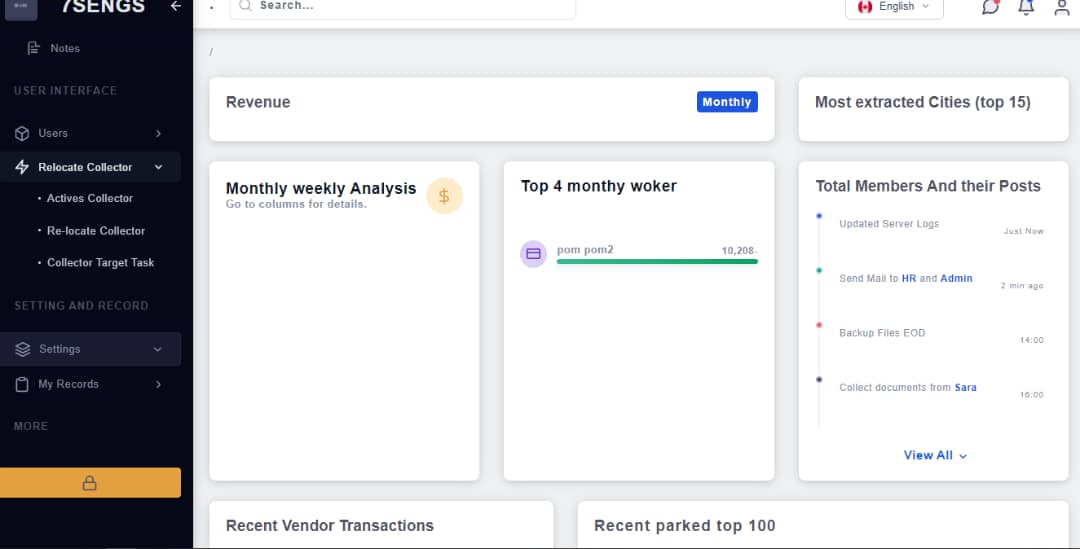 7SENGS
Search...
English
Notes
/
USER INTERFACE
Revenue
Monthly
Most extracted Cities (top 15)
Users
Relocate Collector
Actives Collector
Re-locate Collector
Collector Target Task
SETTING AND RECORD
Settings
My Records
MORE
Monthly weekly Analysis
Go to columns for details.
$
Top 4 monthy woker
pom pom2
10,208.
Total Members And their Posts
Updated Server Logs
Just Now
Send Mail to HR and Admin
2 min ago
Backup Files EOD
14:00
Collect documents from Sara
16:00
View All
Recent Vendor Transactions
Recent parked top 100